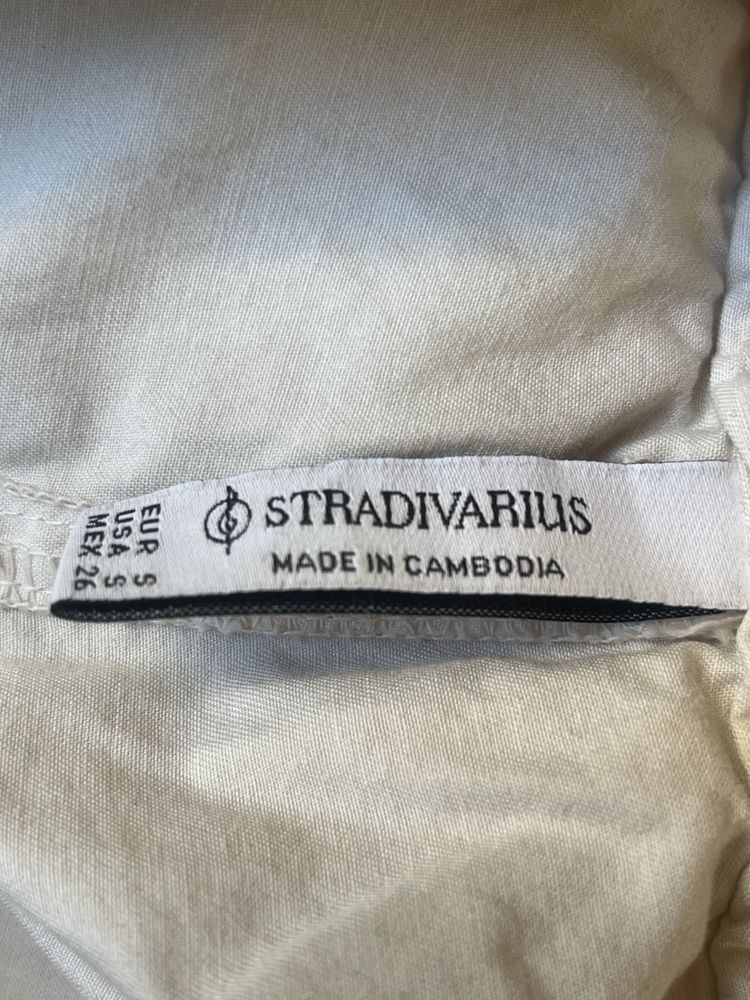 STRADIVARIUS
MADE IN CAMBODIA
EUR S
USA S
MEX 26